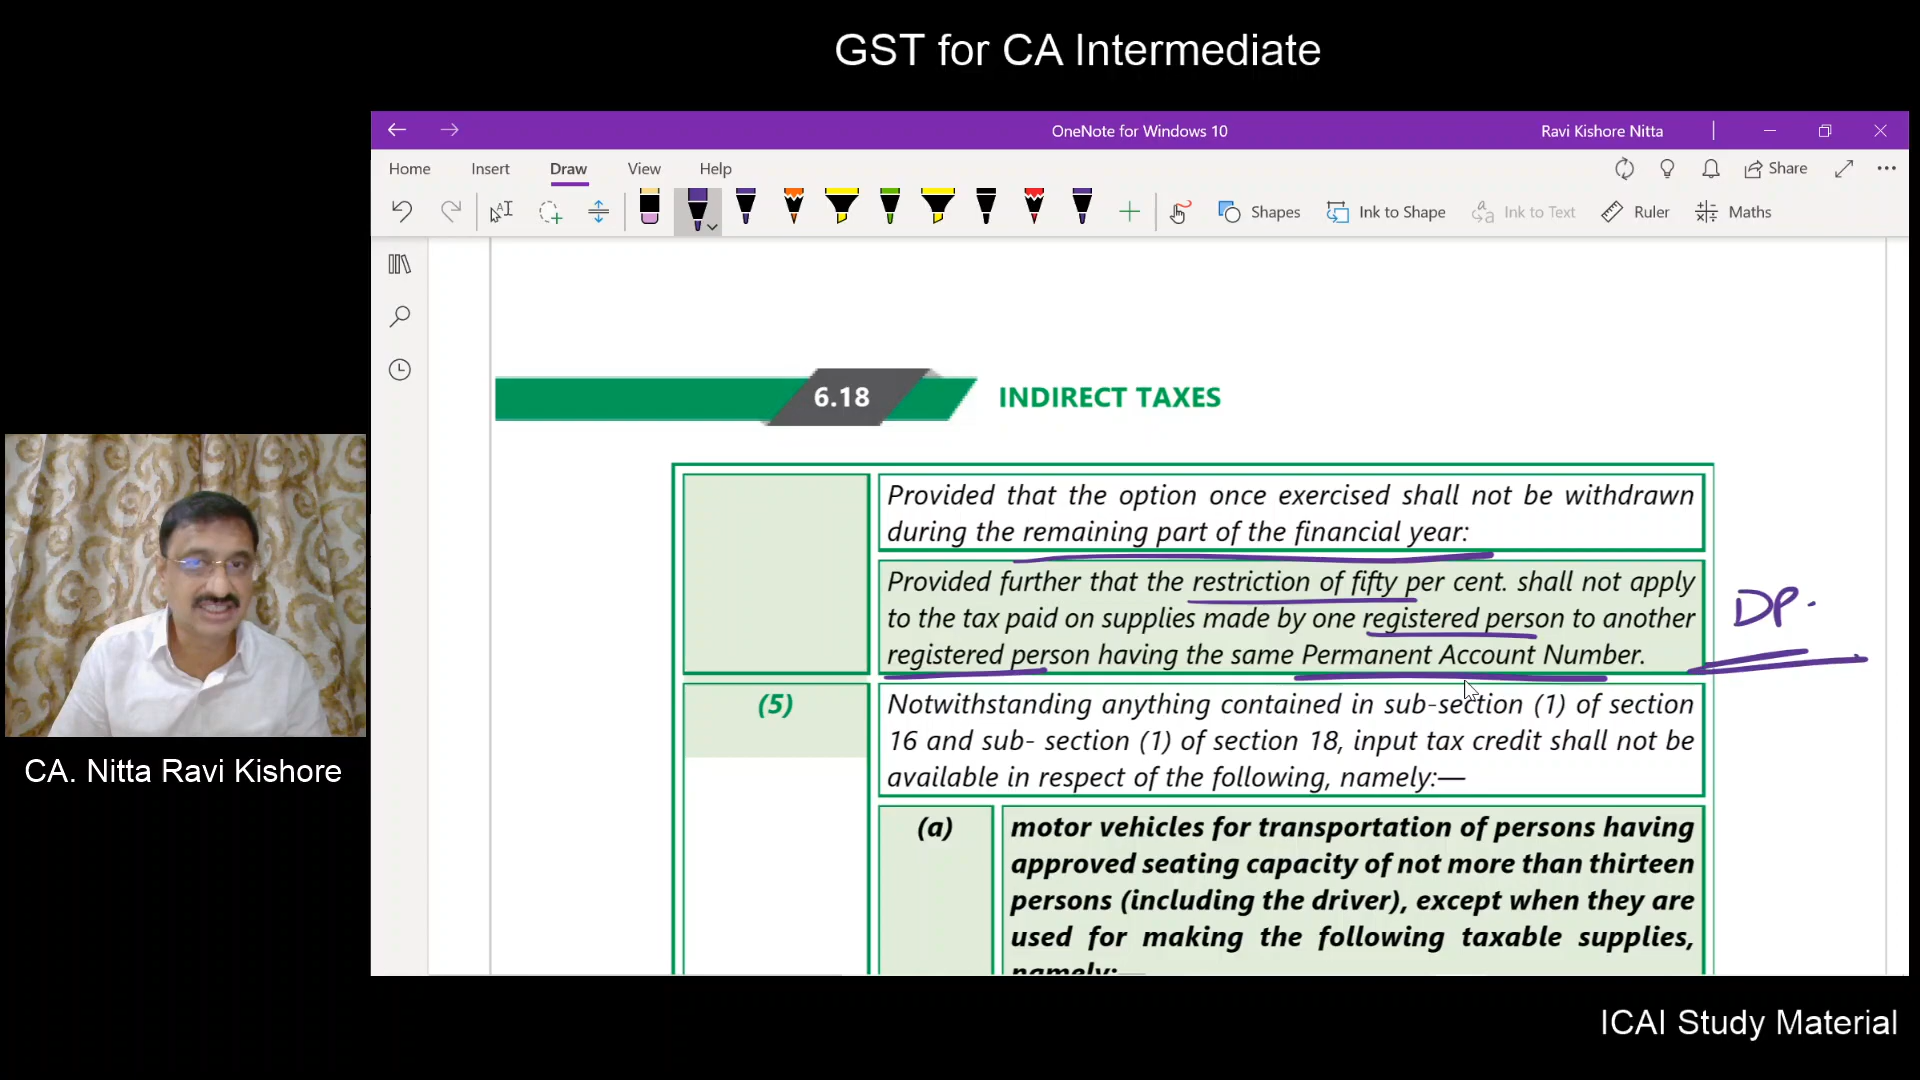 GST for CA Intermediate
OneNote for Windows 10
Ravi Kishore Nitta
Home
Insert
Draw
View
Help
Share
Shapes
Ink to Shape
Ink to Text
Ruler
Maths
6.18
INDIRECT TAXES
Provided that the option once exercised shall not be withdrawn
during the remaining part of the financial year:
Provided further that the restriction of fifty per cent. shall not apply
to the tax paid on supplies made by one registered person to another
registered person having the same Permanent Account Number.
DP.
(5)
Notwithstanding anything contained in sub-section (1) of section
16 and sub- section (1) of section 18, input tax credit shall not be
available in respect of the following, namely:—
(a)
motor vehicles for transportation of persons having
approved seating capacity of not more than thirteen
persons (including the driver), except when they are
used for making the following taxable supplies,
namely:—
CA. Nitta Ravi Kishore
ICAI Study Material